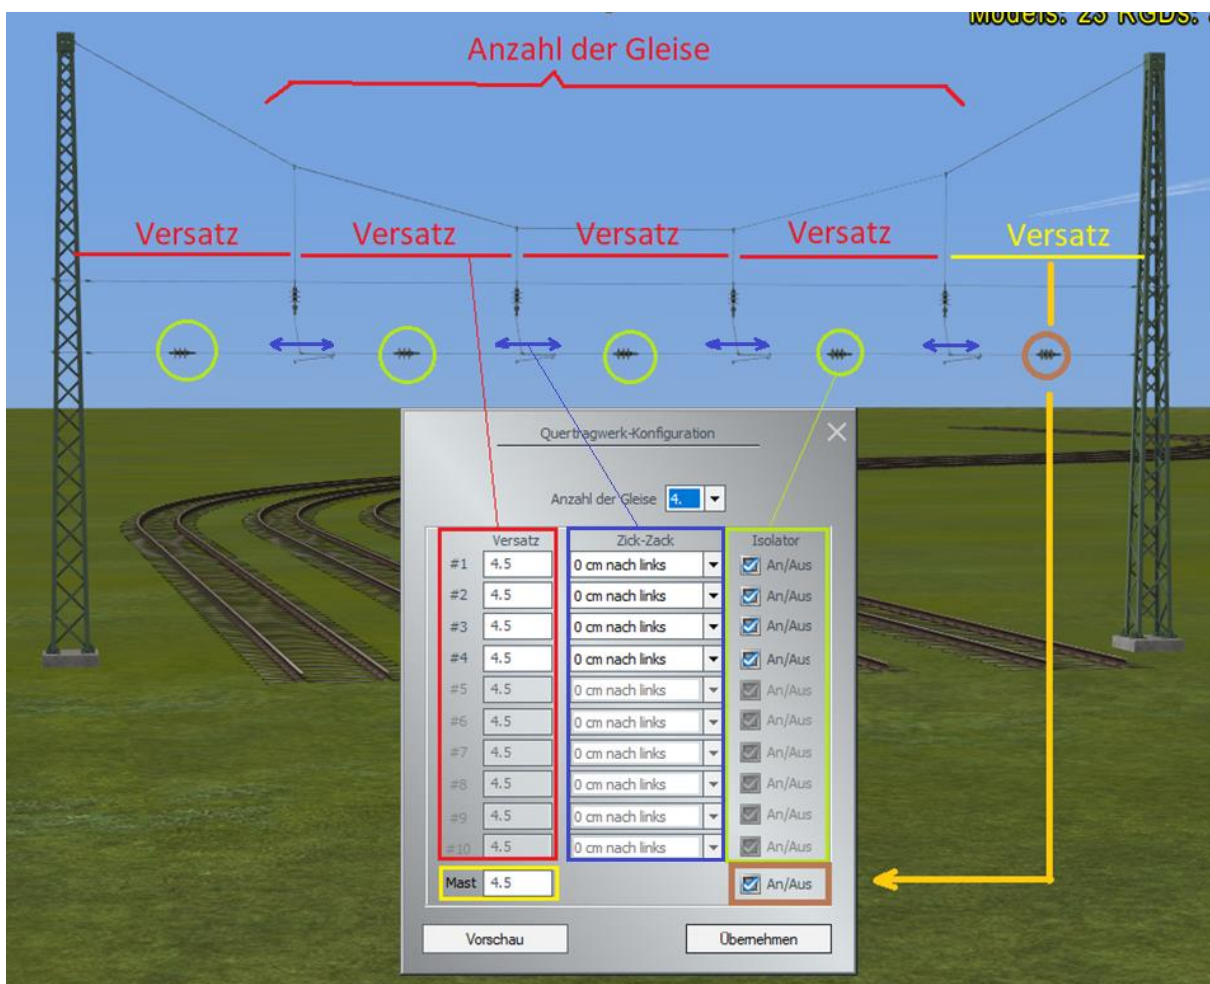 Models: 23 RGDs:
Anzahl der Gleise
Versatz Versatz Versatz Versatz Versatz
Quertragwerk-Konfiguration
Anzahl der Gleise 4.
Versatz Zick-Zack Isolator
#1 4.5 0 cm nach links An/Aus
#2 4.5 0 cm nach links An/Aus
#3 4.5 0 cm nach links An/Aus
#4 4.5 0 cm nach links An/Aus
#5 4.5 0 cm nach links An/Aus
#6 4.5 0 cm nach links An/Aus
#7 4.5 0 cm nach links An/Aus
#8 4.5 0 cm nach links An/Aus
#9 4.5 0 cm nach links An/Aus
#10 4.5 0 cm nach links An/Aus
Mast 4.5 An/Aus
Vorschau Übernehmen